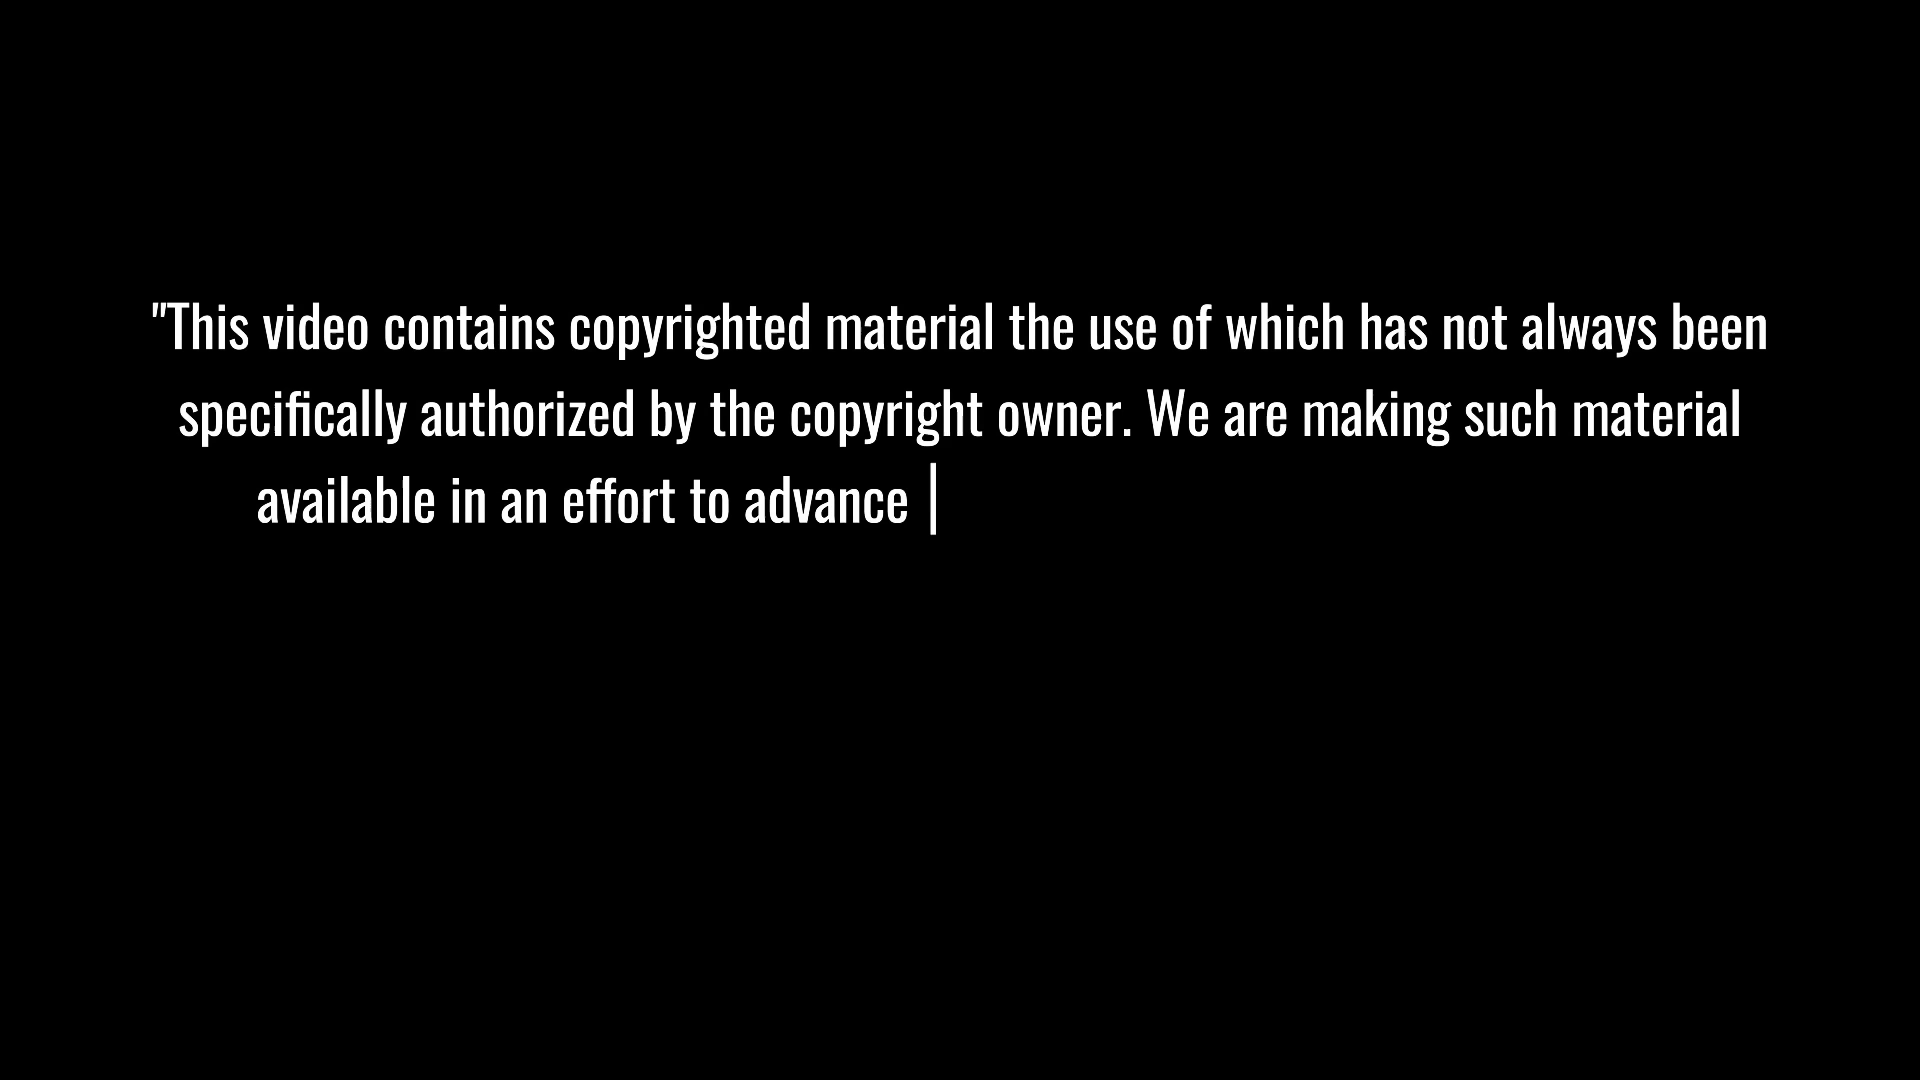 "This video contains copyrighted material the use of which has not always been
specifically authorized by the copyright owner. We are making such material
available in an effort to advance